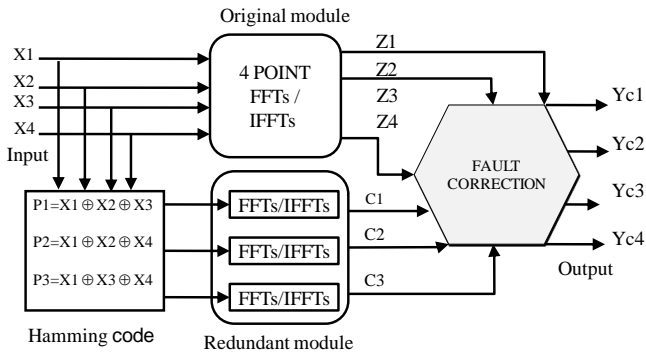 Original module
X1
X2
X3
X4
Input
4 POINT
FFTs /
IFFTs
Z1
Z2
Z3
Z4
FAULT
CORRECTION
Yc1
Yc2
Yc3
Yc4
Output
P1=X1⊕X2⊕X3
P2=X1⊕X2⊕X4
P3=X1⊕X3⊕X4
Hamming code
FFTs/IFFTs
FFTs/IFFTs
FFTs/IFFTs
C1
C2
C3
Redundant module